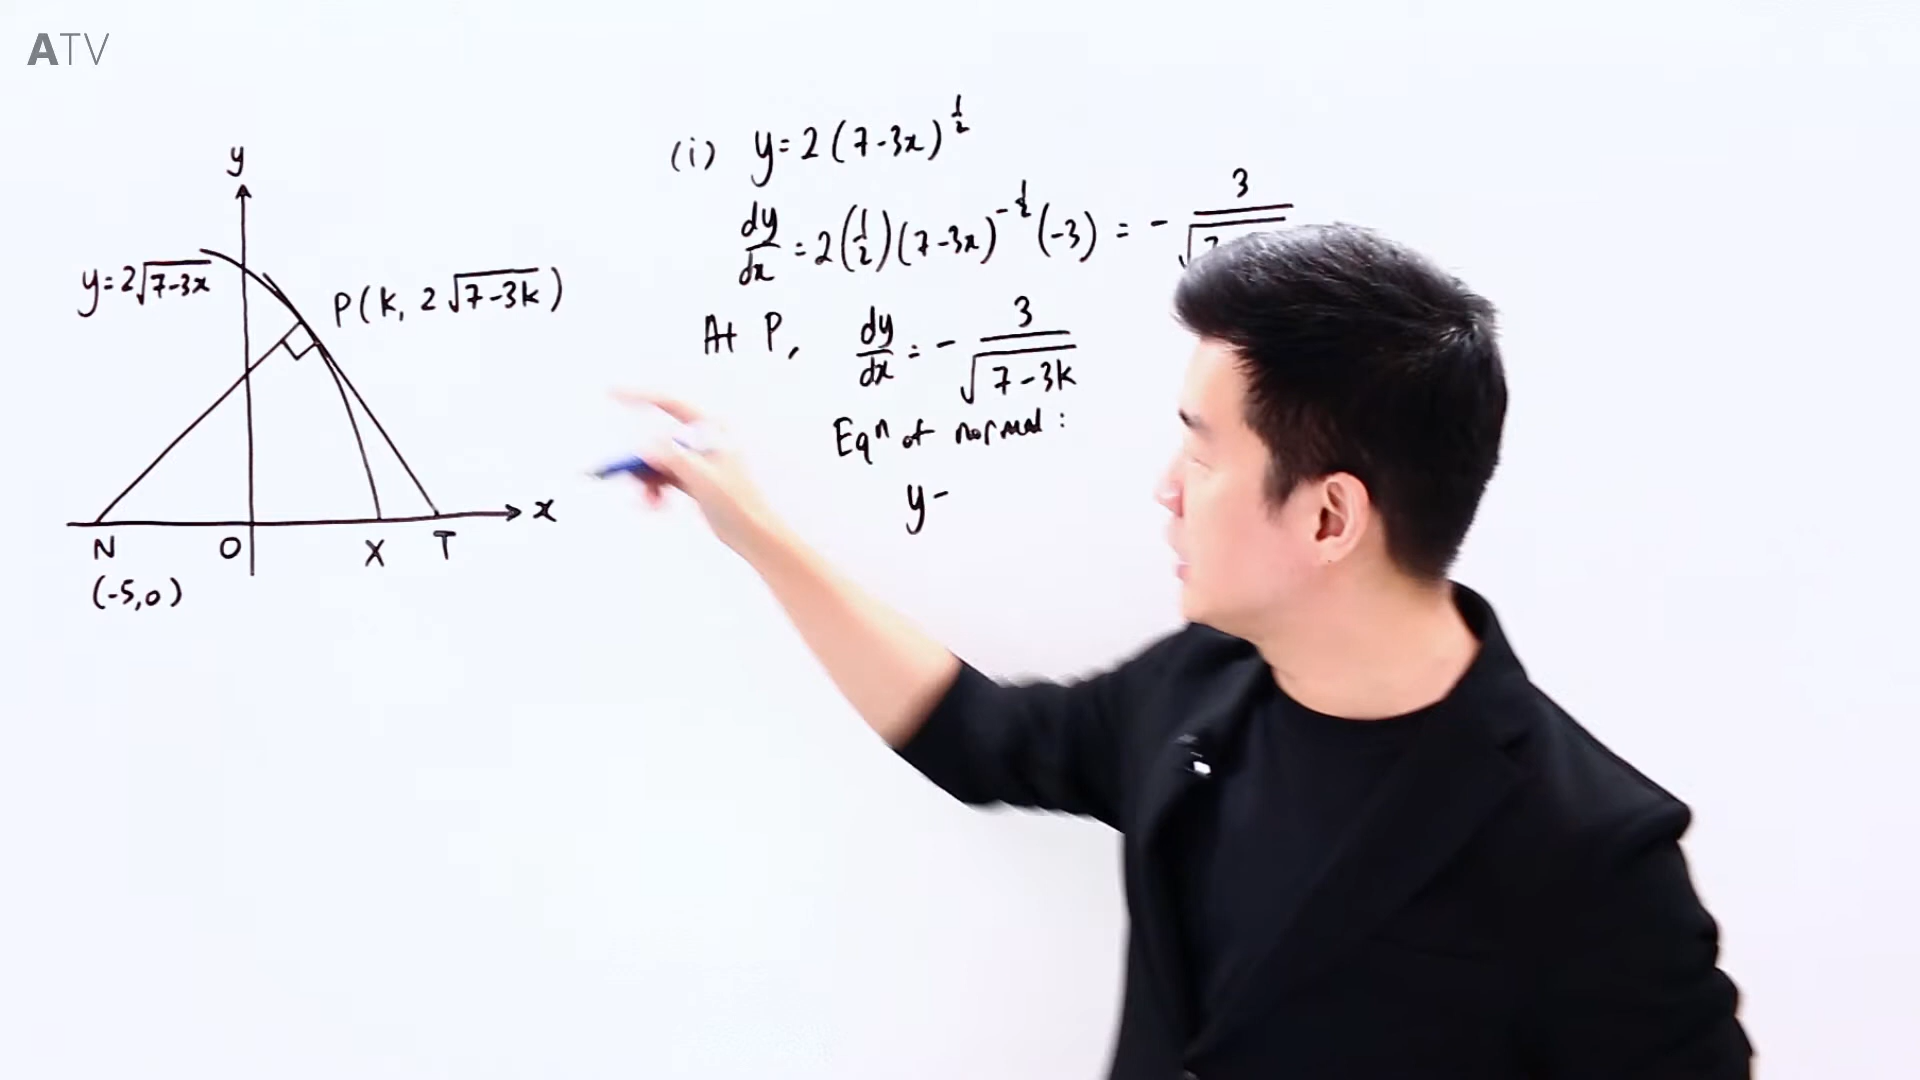 ATV
y
y=2√(7-3x)
P(k, 2√(7-3k))
x
N O X T
(-5,0)
(i) y=2(7-3x)^(1/2)
dy/dx = 2(1/2)(7-3x)^(-1/2)(-3) = - 3/√
At P, dy/dx = - 3/√(7-3k)
Eqⁿ of normal:
y-